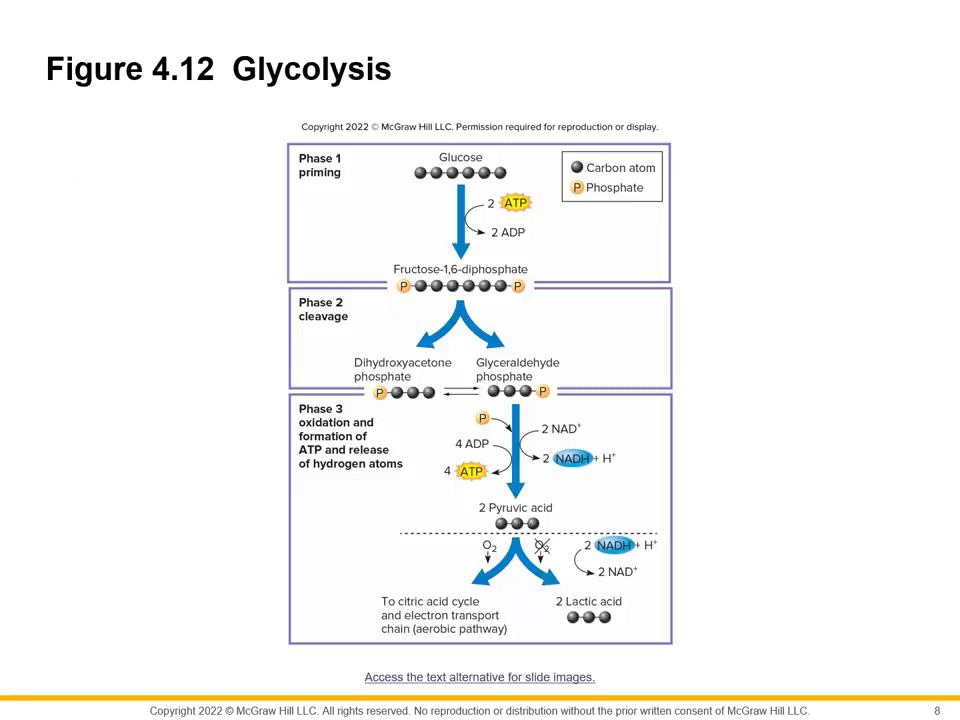 Figure 4.12 Glycolysis
Copyright 2022 © McGraw Hill LLC. Permission required for reproduction or display.
Phase 1
priming
Glucose
Carbon atom
P Phosphate
2 ATP
2 ADP
Fructose-1,6-diphosphate
P P
Phase 2
cleavage
Dihydroxyacetone
phosphate
Glyceraldehyde
phosphate
P P
Phase 3
oxidation and
formation of
ATP and release
of hydrogen atoms
P
2 NAD⁺
4 ADP
2 NADH + H⁺
4 ATP
2 Pyruvic acid
O₂
O₂
2 NADH + H⁺
2 NAD⁺
To citric acid cycle
and electron transport
chain (aerobic pathway)
2 Lactic acid
Access the text alternative for slide images.
Copyright 2022 © McGraw Hill LLC. All rights reserved. No reproduction or distribution without the prior written consent of McGraw Hill LLC.
8